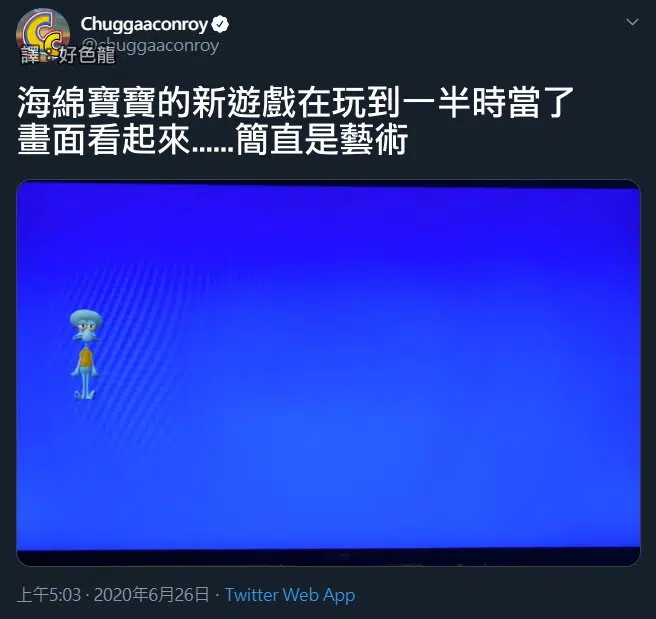 Chuggaaconroy
@chuggaaconroy
譯：好色龍
海綿寶寶的新遊戲在玩到一半時當了
畫面看起來......簡直是藝術
上午5:03 · 2020年6月26日 · Twitter Web App